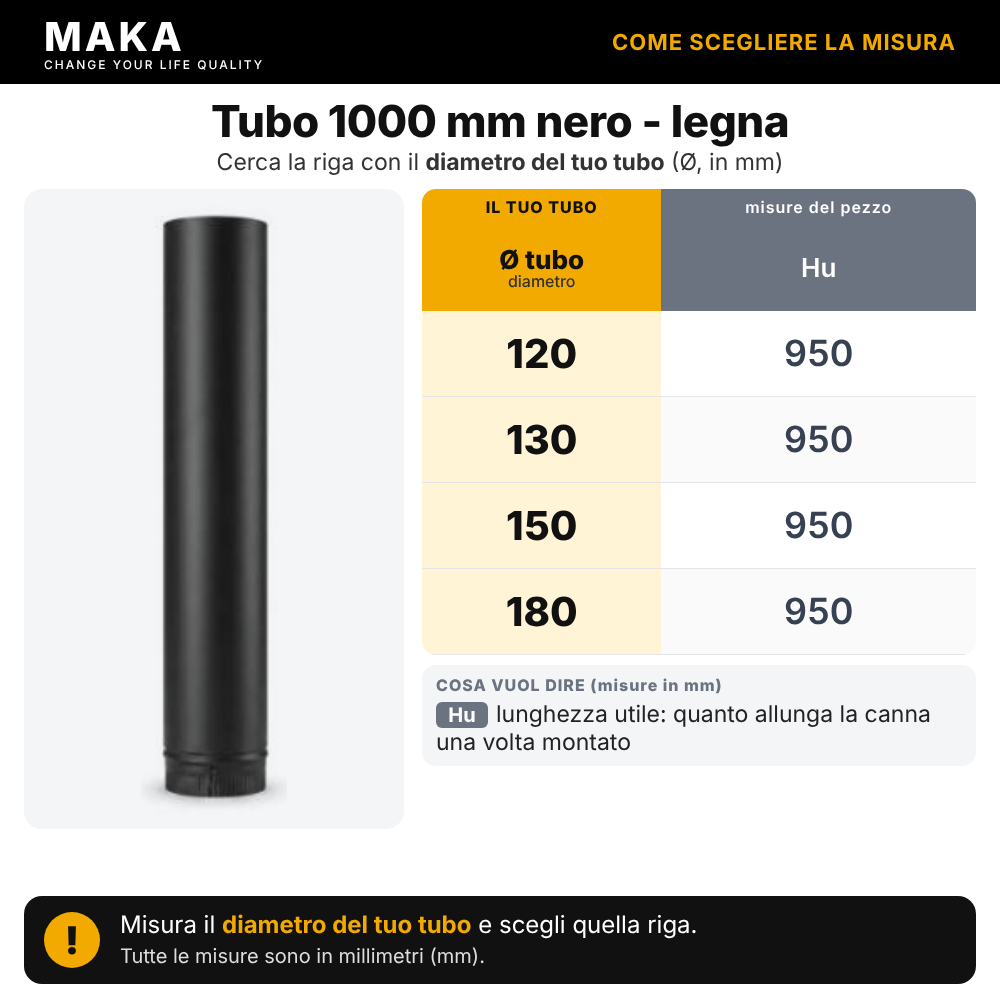 MAKA
CHANGE YOUR LIFE QUALITY
COME SCEGLIERE LA MISURA
Tubo 1000 mm nero - legna
Cerca la riga con il diametro del tuo tubo (Ø, in mm)
IL TUO TUBO
misure del pezzo
Ø tubo
diametro
Hu
120
950
130
950
150
950
180
950
COSA VUOL DIRE (misure in mm)
Hu lunghezza utile: quanto allunga la canna
una volta montato
!
Misura il diametro del tuo tubo e scegli quella riga.
Tutte le misure sono in millimetri (mm).